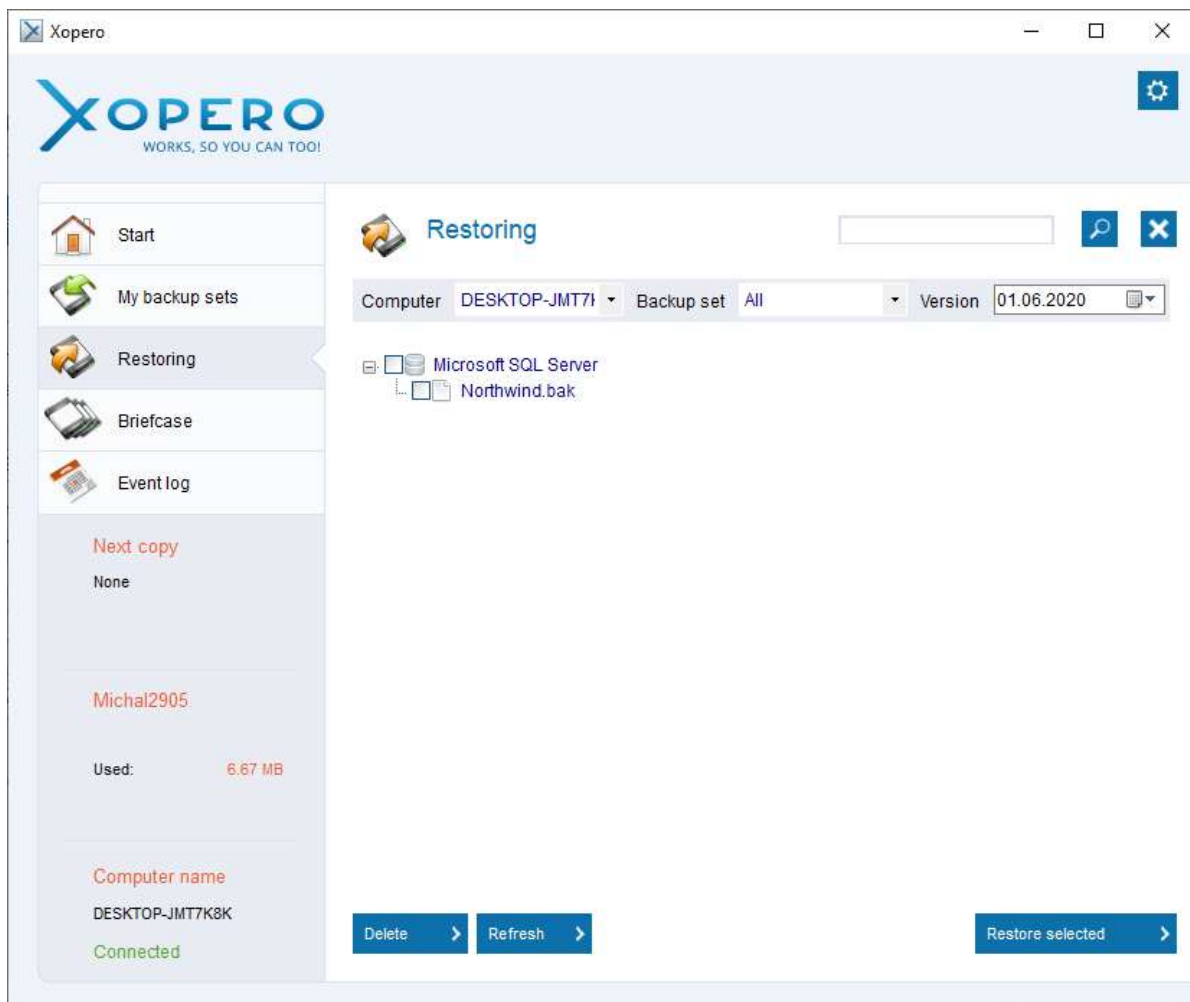 Xopero
XOPERO
WORKS, SO YOU CAN TOO!
Start
My backup sets
Restoring
Briefcase
Event log
Next copy
None
Michal2905
Used: 6.67 MB
Computer name
DESKTOP-JMT7K8K
Connected
Restoring
Computer DESKTOP-JMT7 Backup set All Version 01.06.2020
Microsoft SQL Server
Northwind.bak
Delete Refresh Restore selected